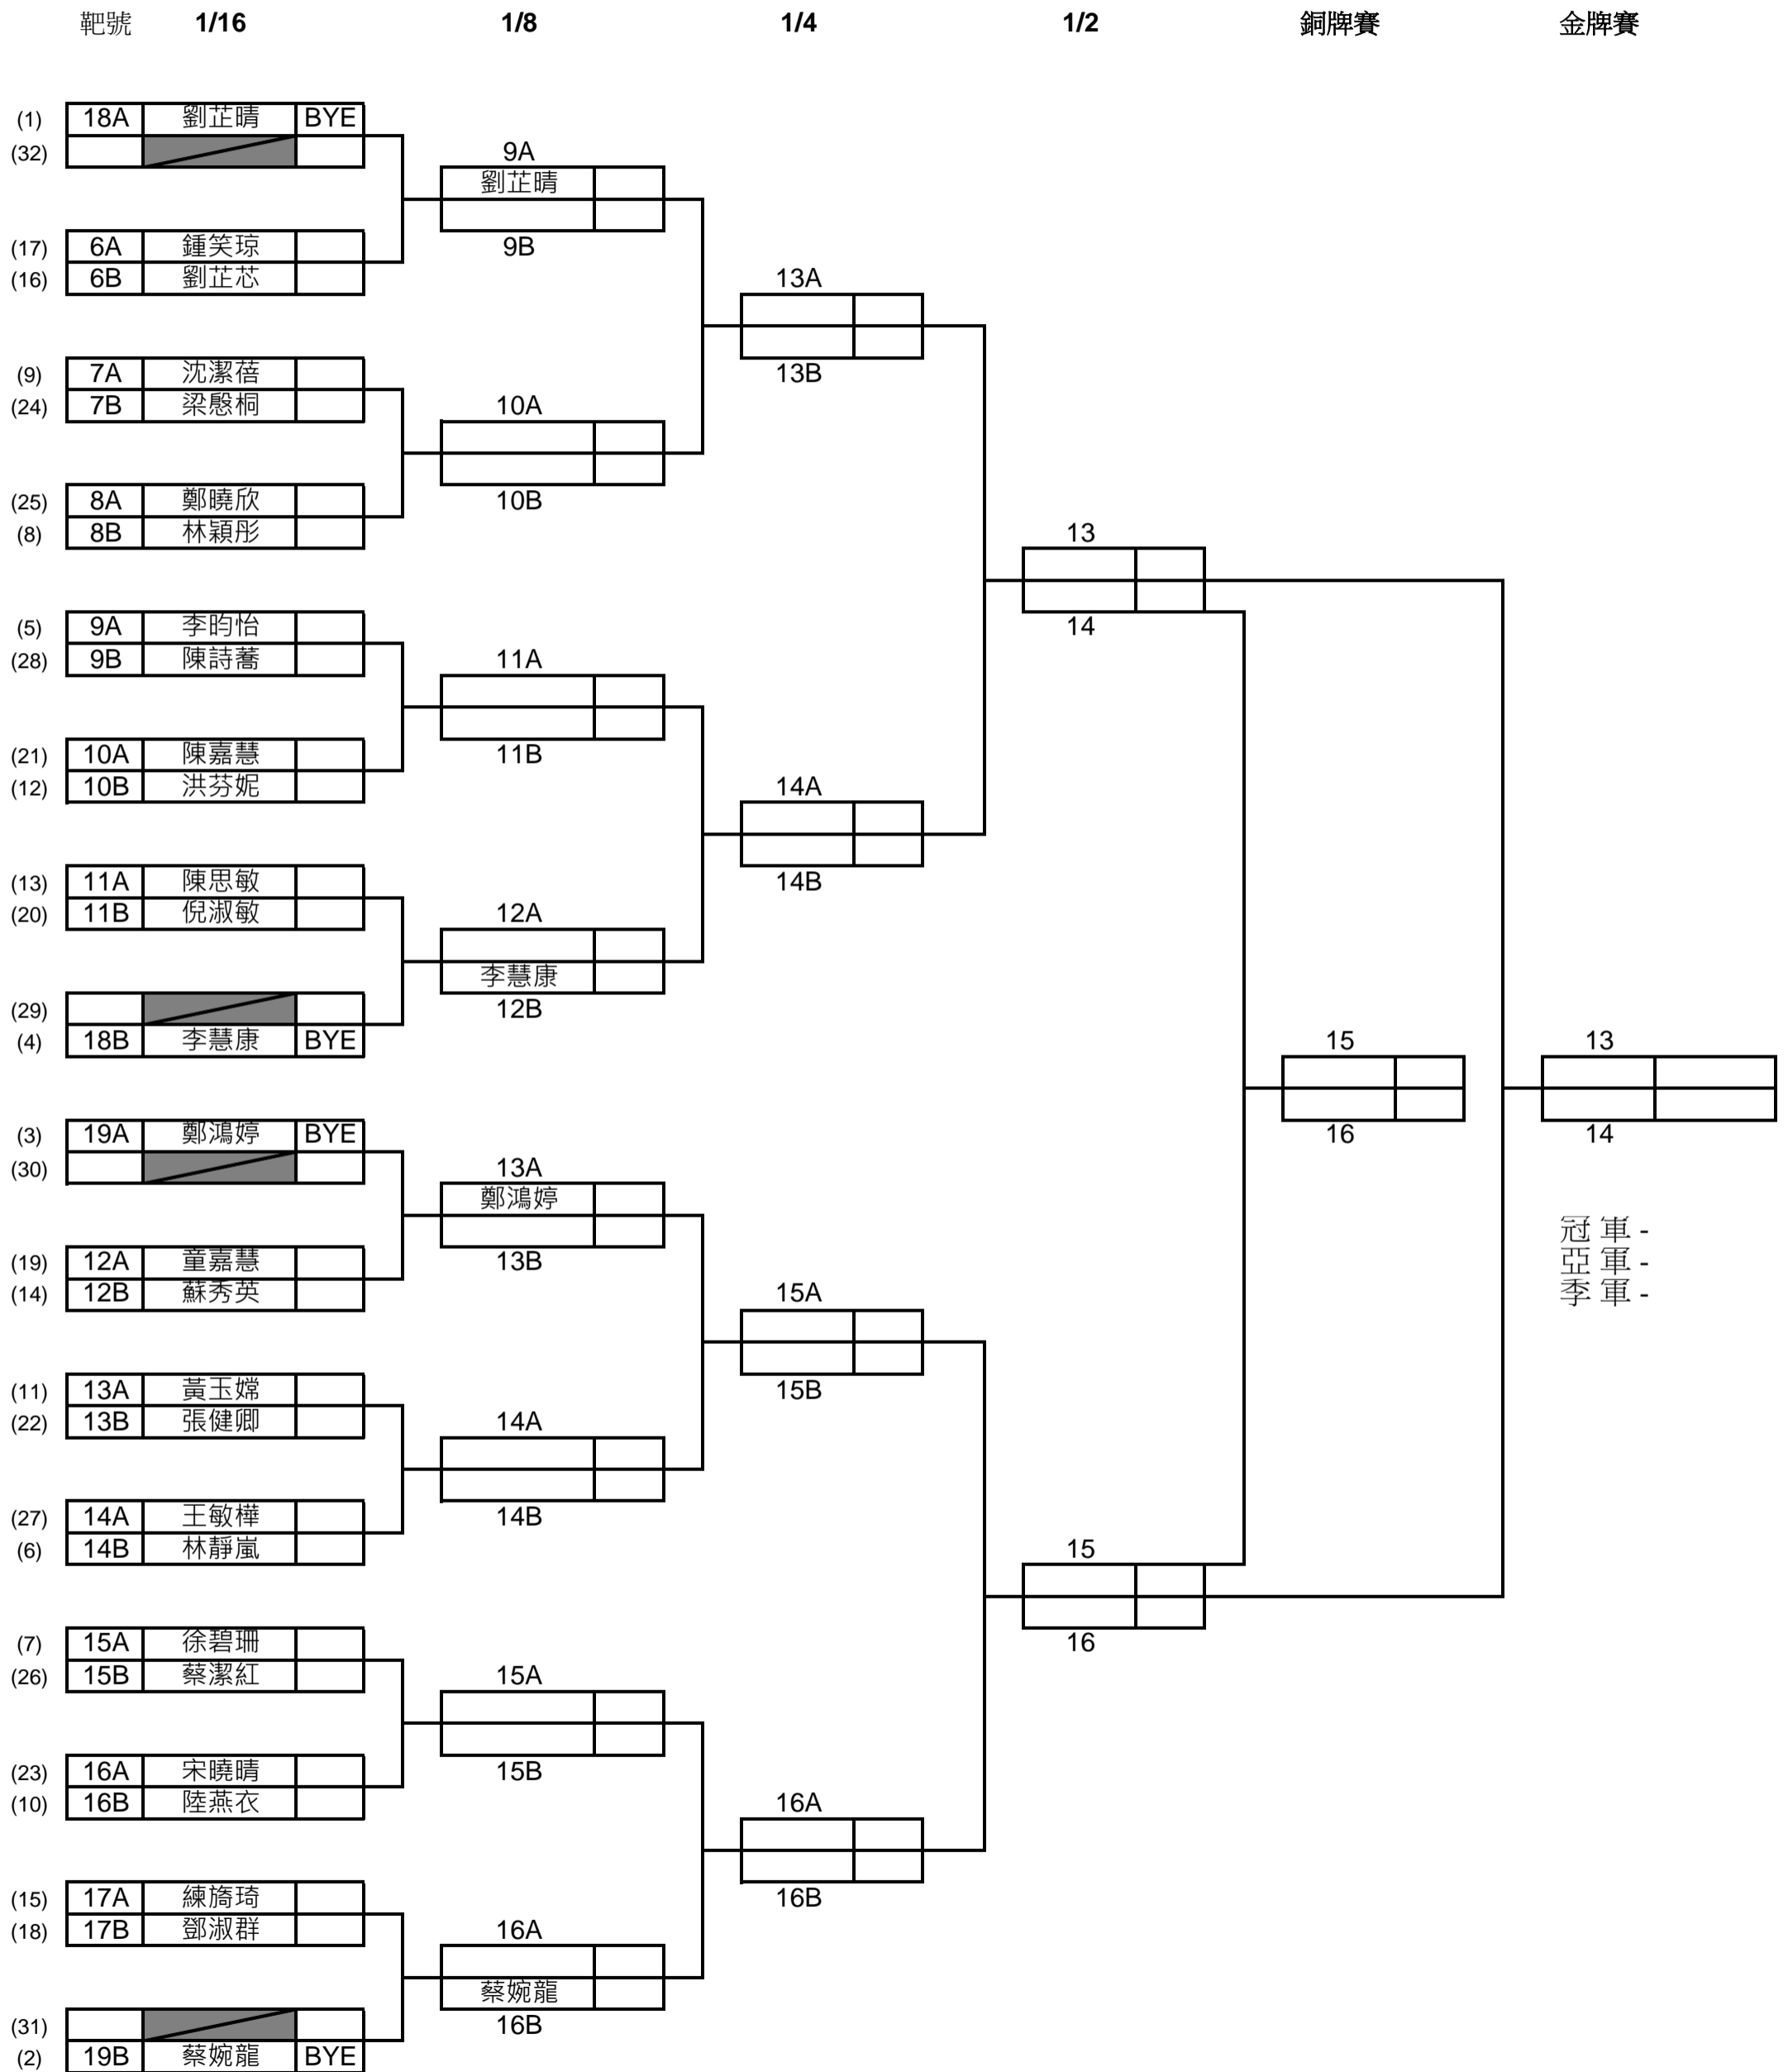 靶號 1/16 1/8 1/4 1/2 銅牌賽 金牌賽
(1) 18A 劉芷晴 BYE
(32)
9A
劉芷晴
9B
(17) 6A 鍾笑琼
(16) 6B 劉芷芯
13A
13B
(9) 7A 沈潔蓓
(24) 7B 梁慇桐
10A
10B
(25) 8A 鄭曉欣
(8) 8B 林穎彤
13
14
(5) 9A 李昀怡
(28) 9B 陳詩蕎
11A
11B
(21) 10A 陳嘉慧
(12) 10B 洪芬妮
14A
14B
(13) 11A 陳思敏
(20) 11B 倪淑敏
12A
李慧康
12B
(29)
(4) 18B 李慧康 BYE
15 13
16 14
(3) 19A 鄭鴻婷 BYE
(30)
13A
鄭鴻婷
13B
冠 軍 -
亞 軍 -
季 軍 -
(19) 12A 童嘉慧
(14) 12B 蘇秀英
15A
15B
(11) 13A 黃玉嫦
(22) 13B 張健卿
14A
14B
(27) 14A 王敏樺
(6) 14B 林靜嵐
15
16
(7) 15A 徐碧珊
(26) 15B 蔡潔紅
15A
15B
(23) 16A 宋曉晴
(10) 16B 陸燕衣
16A
16B
(15) 17A 練旖琦
(18) 17B 鄧淑群
16A
蔡婉龍
16B
(31)
(2) 19B 蔡婉龍 BYE